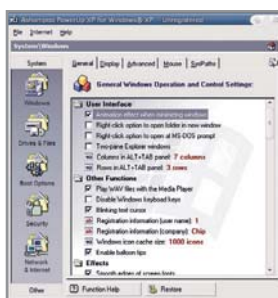 Ashampoo PowerUp XP for Windows® XP - Unregistered
File Internet Help
System\Windows
System
General Display Advanced Mouse SysPaths
General Windows Operation and Control Settings:
Windows
User Interface
Animation effect when minimizing windows
Right-click option to open folder in new window
Right-click option to open at MS-DOS prompt
Two-pane Explorer windows
Columns in ALT+TAB panel: 7 columns
Rows in ALT+TAB panel: 3 rows
Drives & Files
Other Functions
Play WAV files with the Media Player
Disable Windows keyboard keys
Blinking text cursor
Registration information (user name): 1
Registration information (company): Chip
Windows icon cache size: 1000 icons
Enable balloon tips
Boot Options
Security
Network & Internet
Effects
Smooth edges of screen fonts
Other
Function Help
Restore